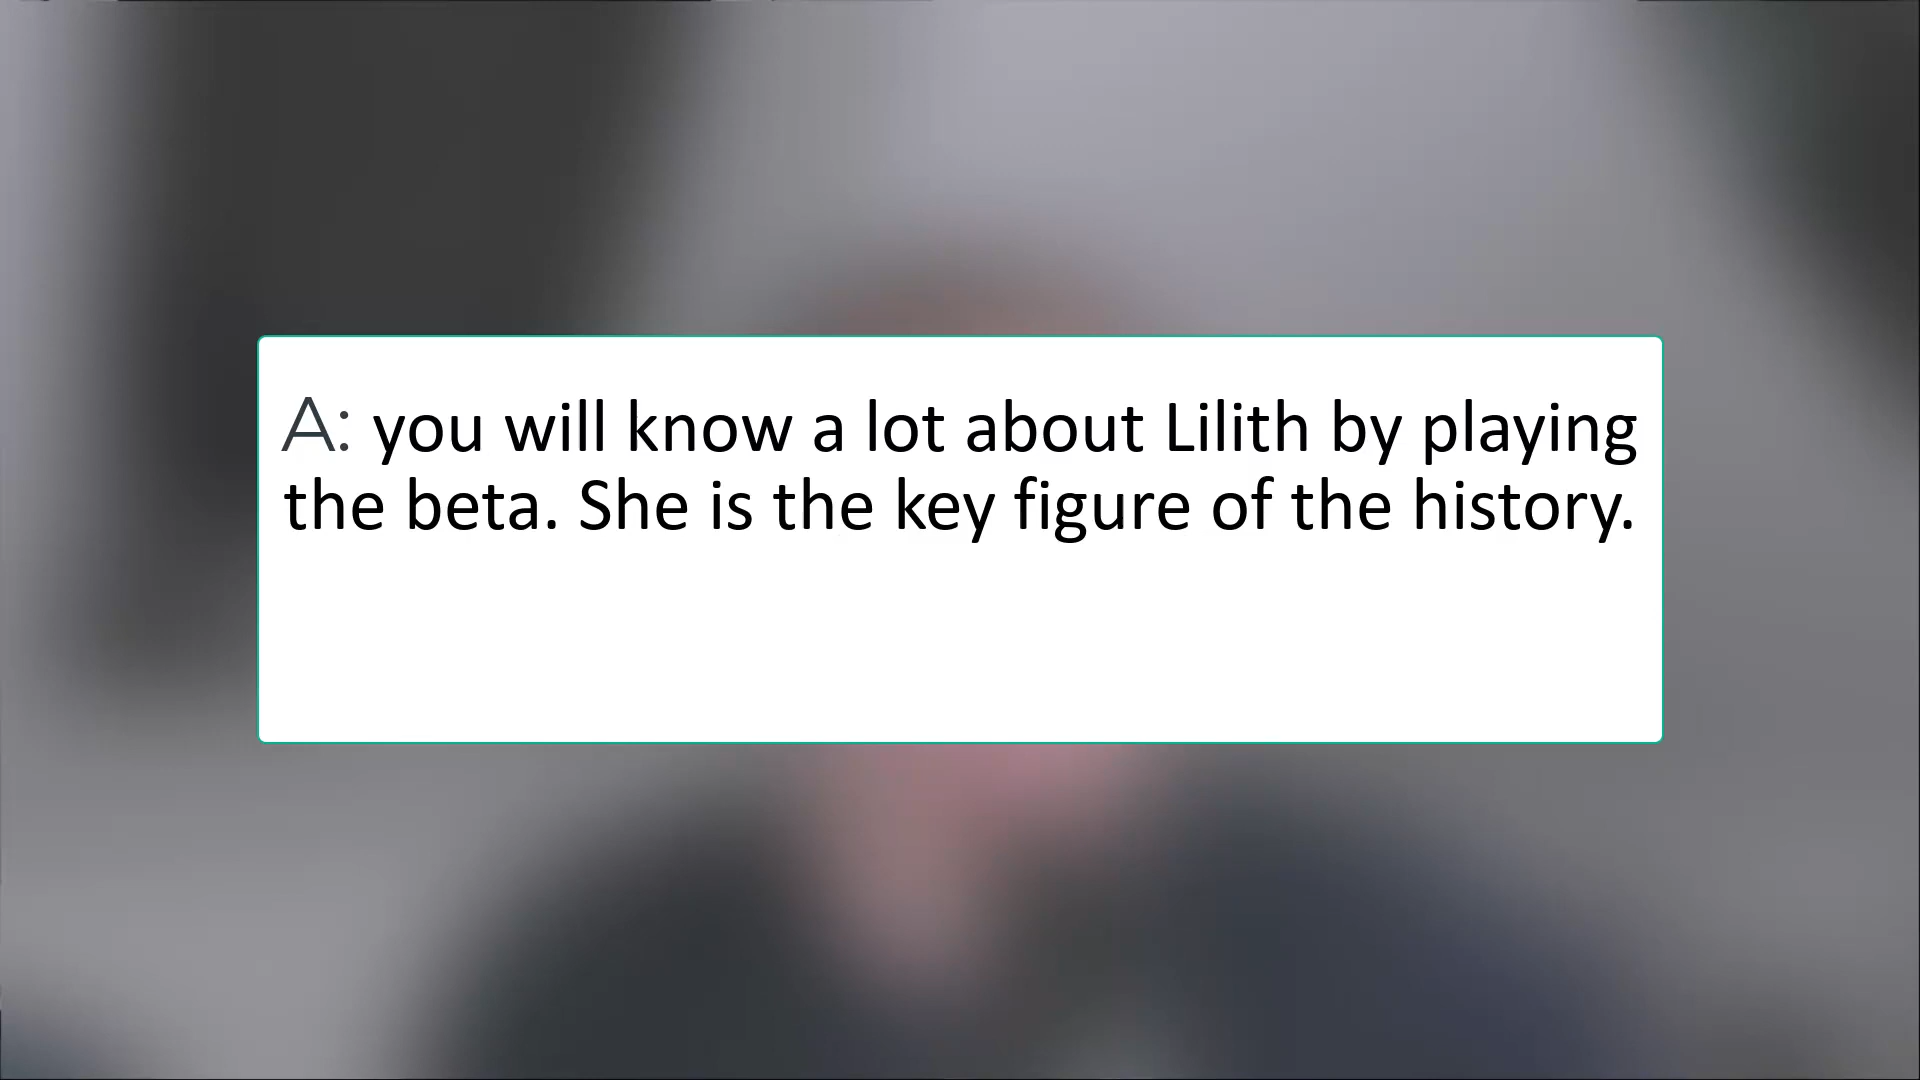 A: you will know a lot about Lilith by playing
the beta. She is the key figure of the history.